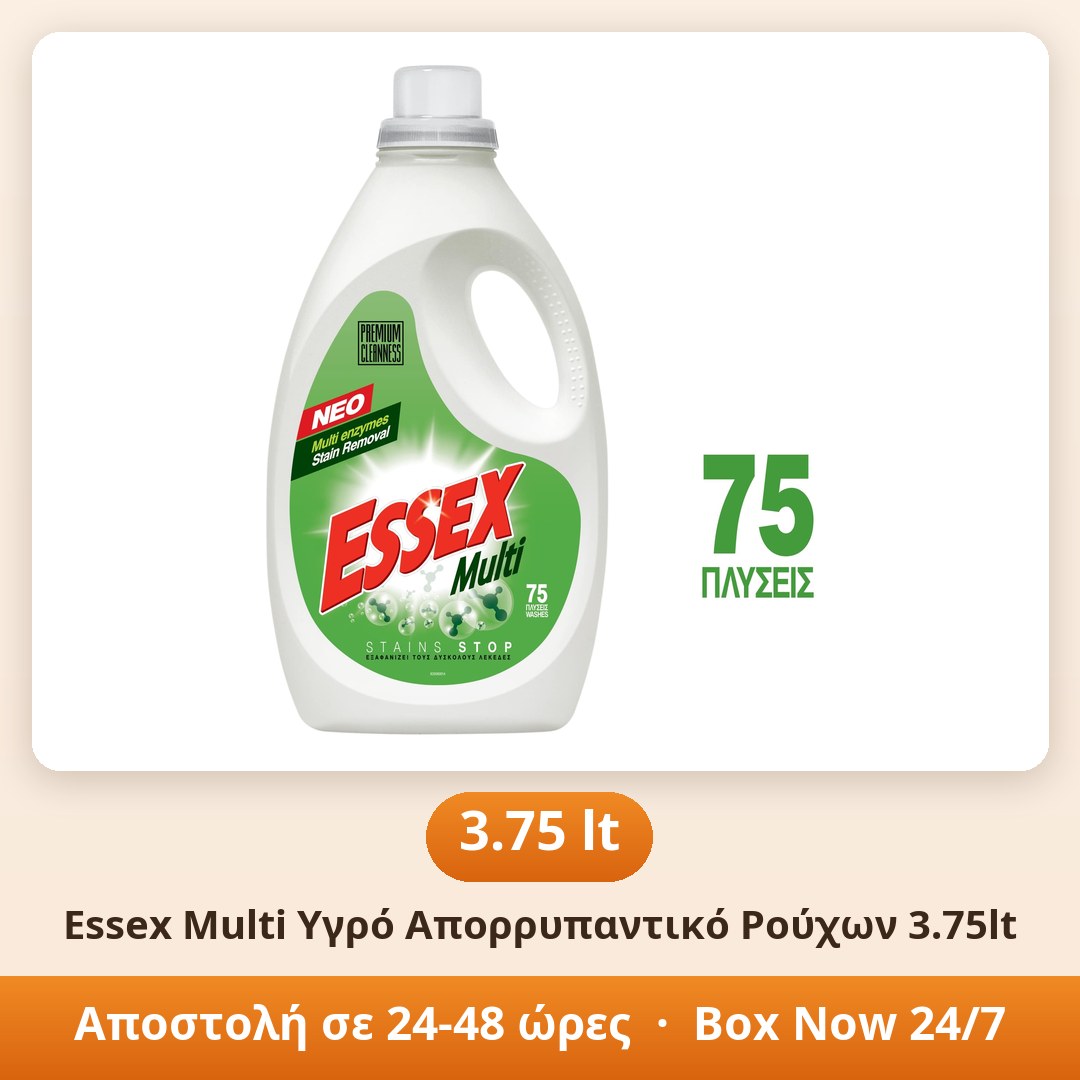 PREMIUM
CLEANNESS
NEO
Multi enzymes
Stain Removal
ESSEX
Multi
75
ΠΛΥΣΕΙΣ
WASHES
STAINS STOP
ΕΞΑΦΑΝΙΖΕΙ ΤΟΥΣ ΔΥΣΚΟΛΟΥΣ ΛΕΚΕΔΕΣ
75
ΠΛΥΣΕΙΣ
3.75 lt
Essex Multi Υγρό Απορρυπαντικό Ρούχων 3.75lt
Αποστολή σε 24-48 ώρες · Box Now 24/7